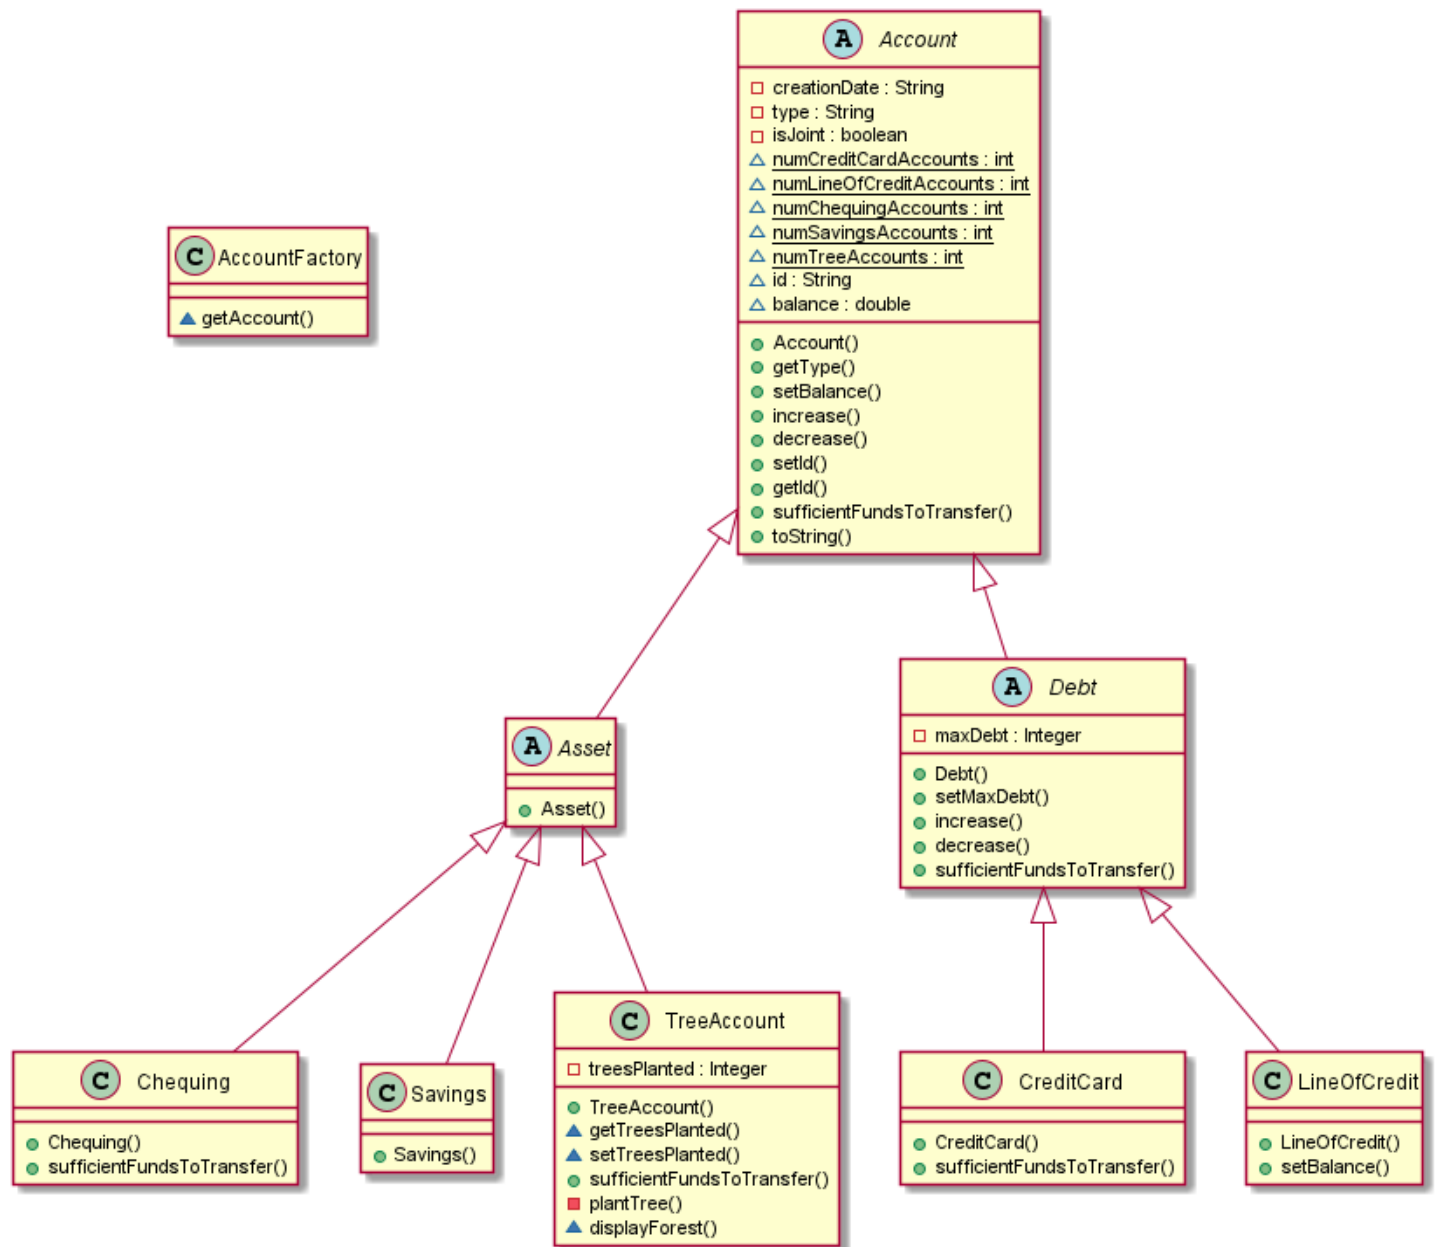 A Account
creationDate : String
type : String
isJoint : boolean
numCreditCardAccounts : int
numLineOfCreditAccounts : int
numChequingAccounts : int
numSavingsAccounts : int
numTreeAccounts : int
id : String
balance : double
Account()
getType()
setBalance()
increase()
decrease()
setId()
getId()
sufficientFundsToTransfer()
toString()
C AccountFactory
getAccount()
A Asset
Asset()
A Debt
maxDebt : Integer
Debt()
setMaxDebt()
increase()
decrease()
sufficientFundsToTransfer()
C Chequing
Chequing()
sufficientFundsToTransfer()
C Savings
Savings()
C TreeAccount
treesPlanted : Integer
TreeAccount()
getTreesPlanted()
setTreesPlanted()
sufficientFundsToTransfer()
plantTree()
displayForest()
C CreditCard
CreditCard()
sufficientFundsToTransfer()
C LineOfCredit
LineOfCredit()
setBalance()